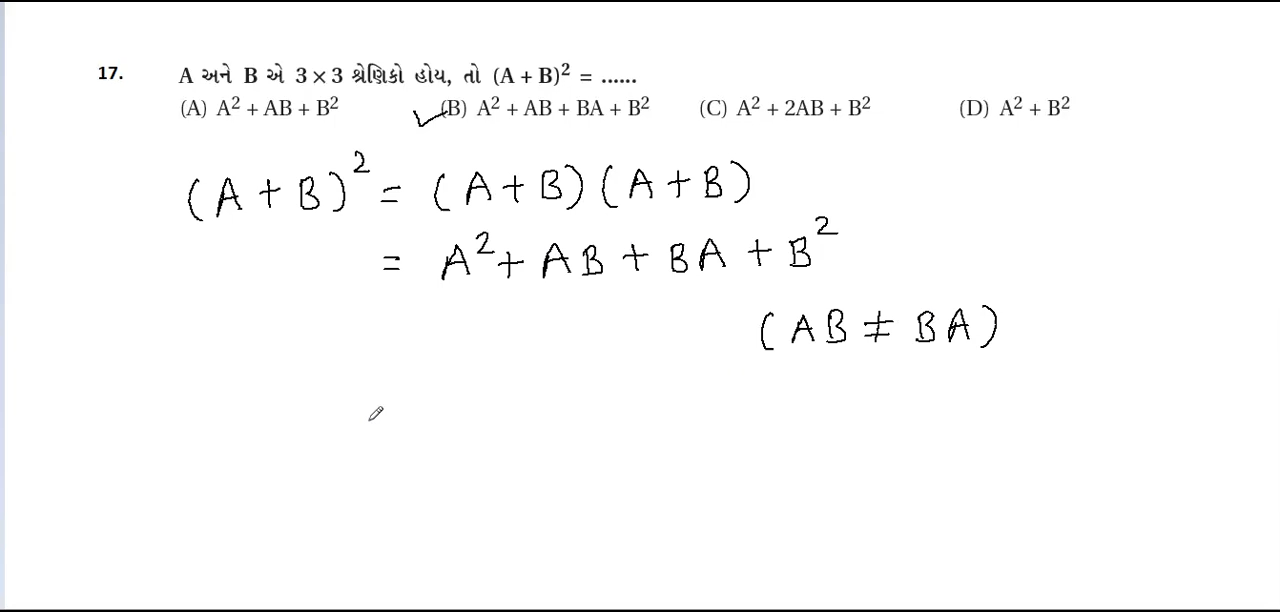 17. A અને B એ 3 × 3 શ્રેણિકો હોય, તો (A + B)² = ......
(A) A² + AB + B² (B) A² + AB + BA + B² (C) A² + 2AB + B² (D) A² + B²
(A + B)² = (A + B) (A + B)
= A² + AB + BA + B²
(AB ≠ BA)